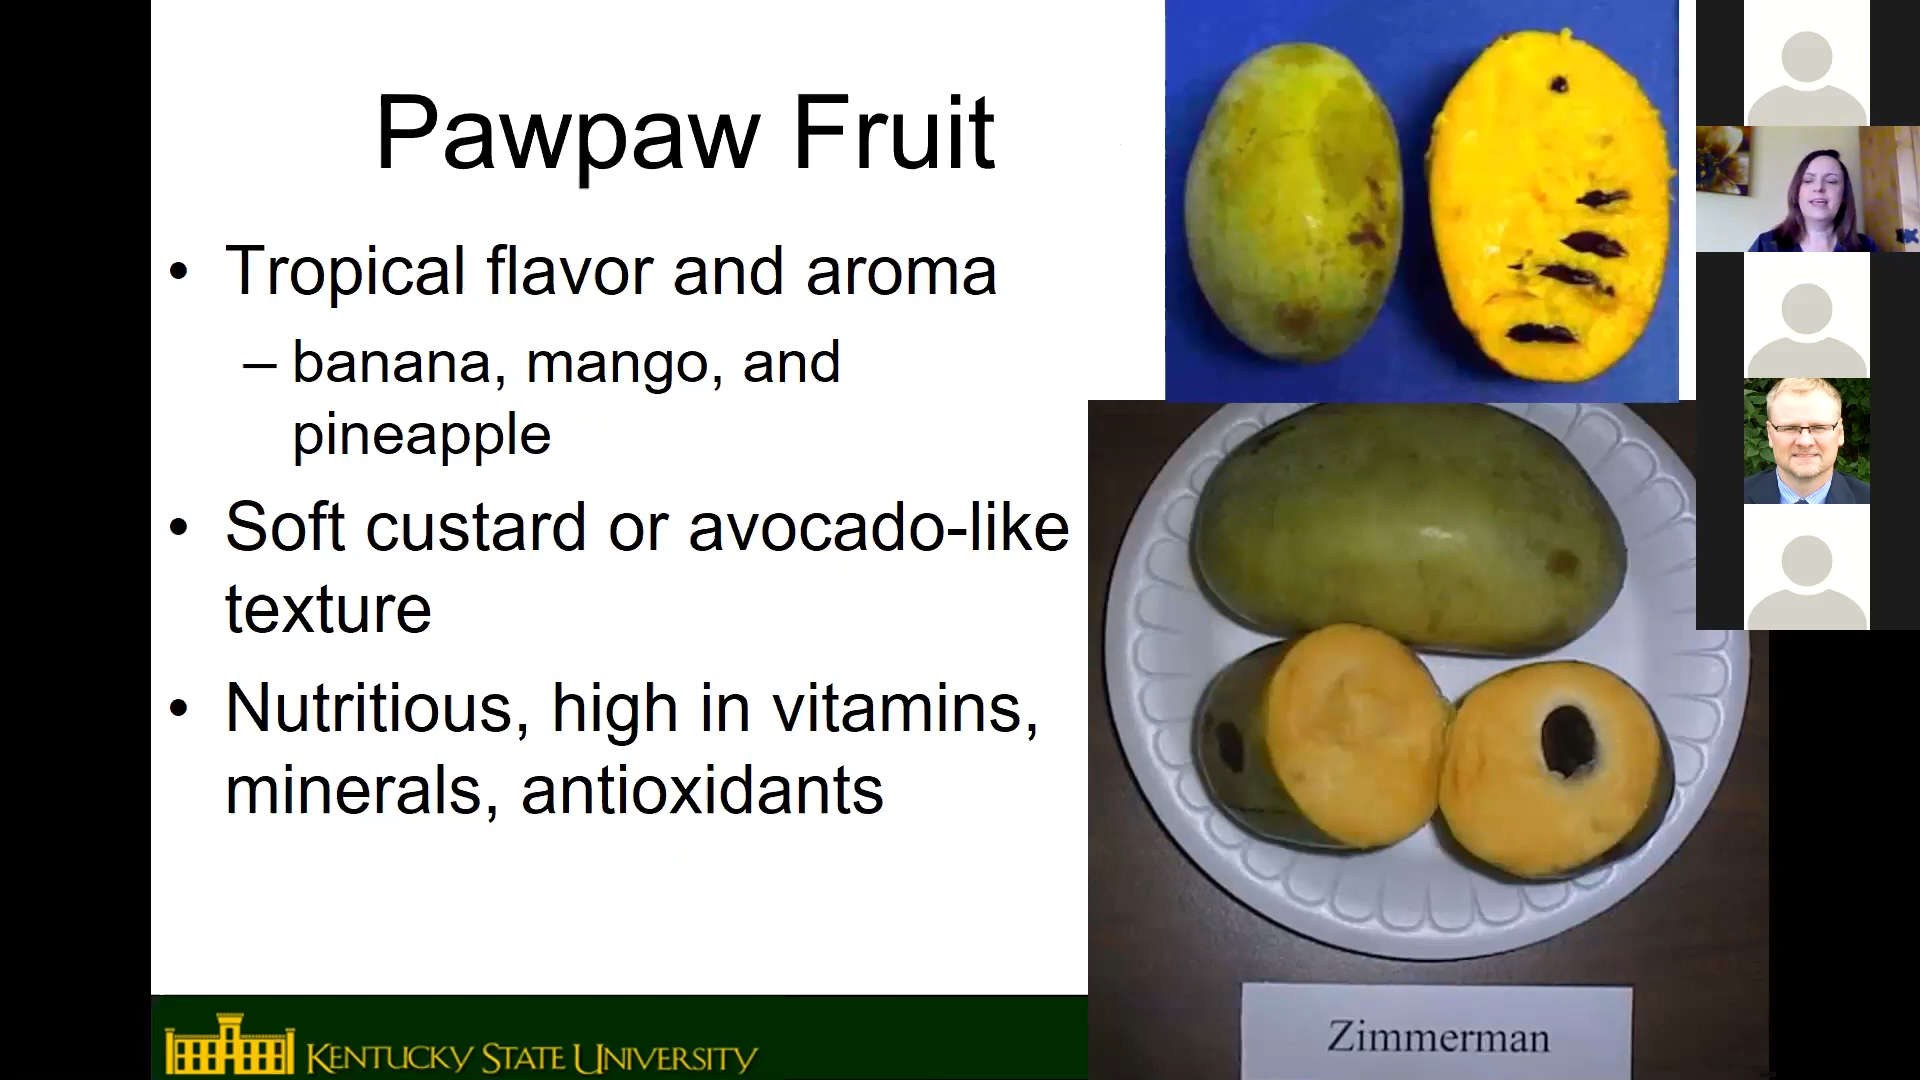 Pawpaw Fruit
• Tropical flavor and aroma
– banana, mango, and
pineapple
• Soft custard or avocado-like
texture
• Nutritious, high in vitamins,
minerals, antioxidants
KENTUCKY STATE UNIVERSITY
Zimmerman